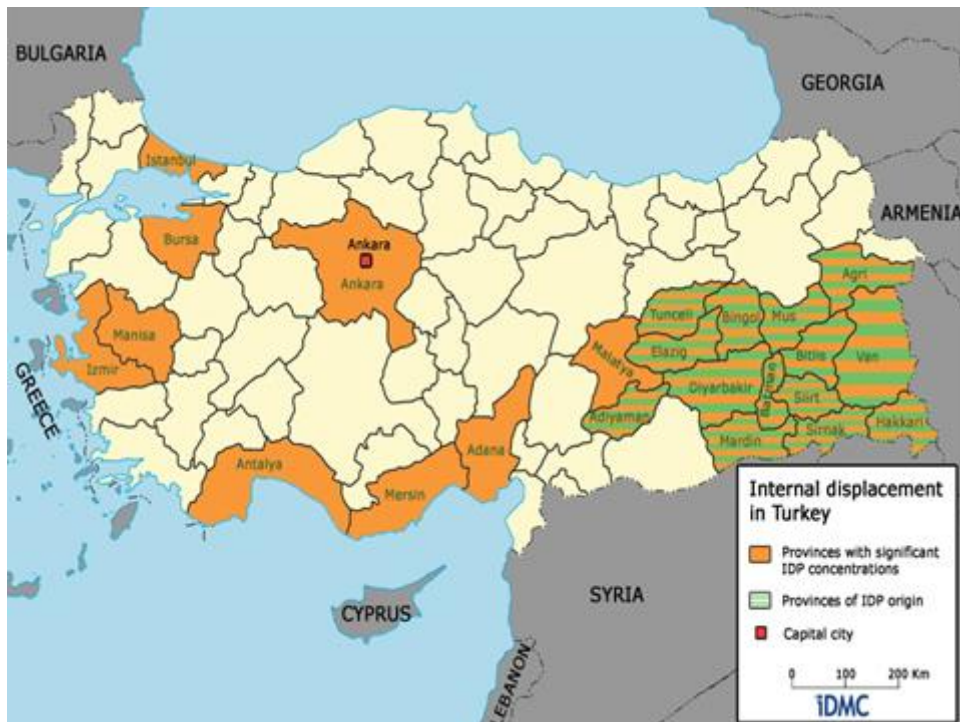 BULGARIA
GEORGIA
ARMENIA
Istanbul
Bursa
Ankara
Ankara
Agri
Tunceli
Bingol
Mus
Manisa
Malatya
Elazig
Bitlis
Van
Izmir
Diyarbakir
Batman
Siirt
GREECE
Adiyaman
Mardin
Sirnak
Hakkari
Antalya
Adana
Mersin
CYPRUS
SYRIA
LEBANON
Internal displacement
in Turkey
Provinces with significant
IDP concentrations
Provinces of IDP origin
Capital city
0 100 200 Km
iDMC